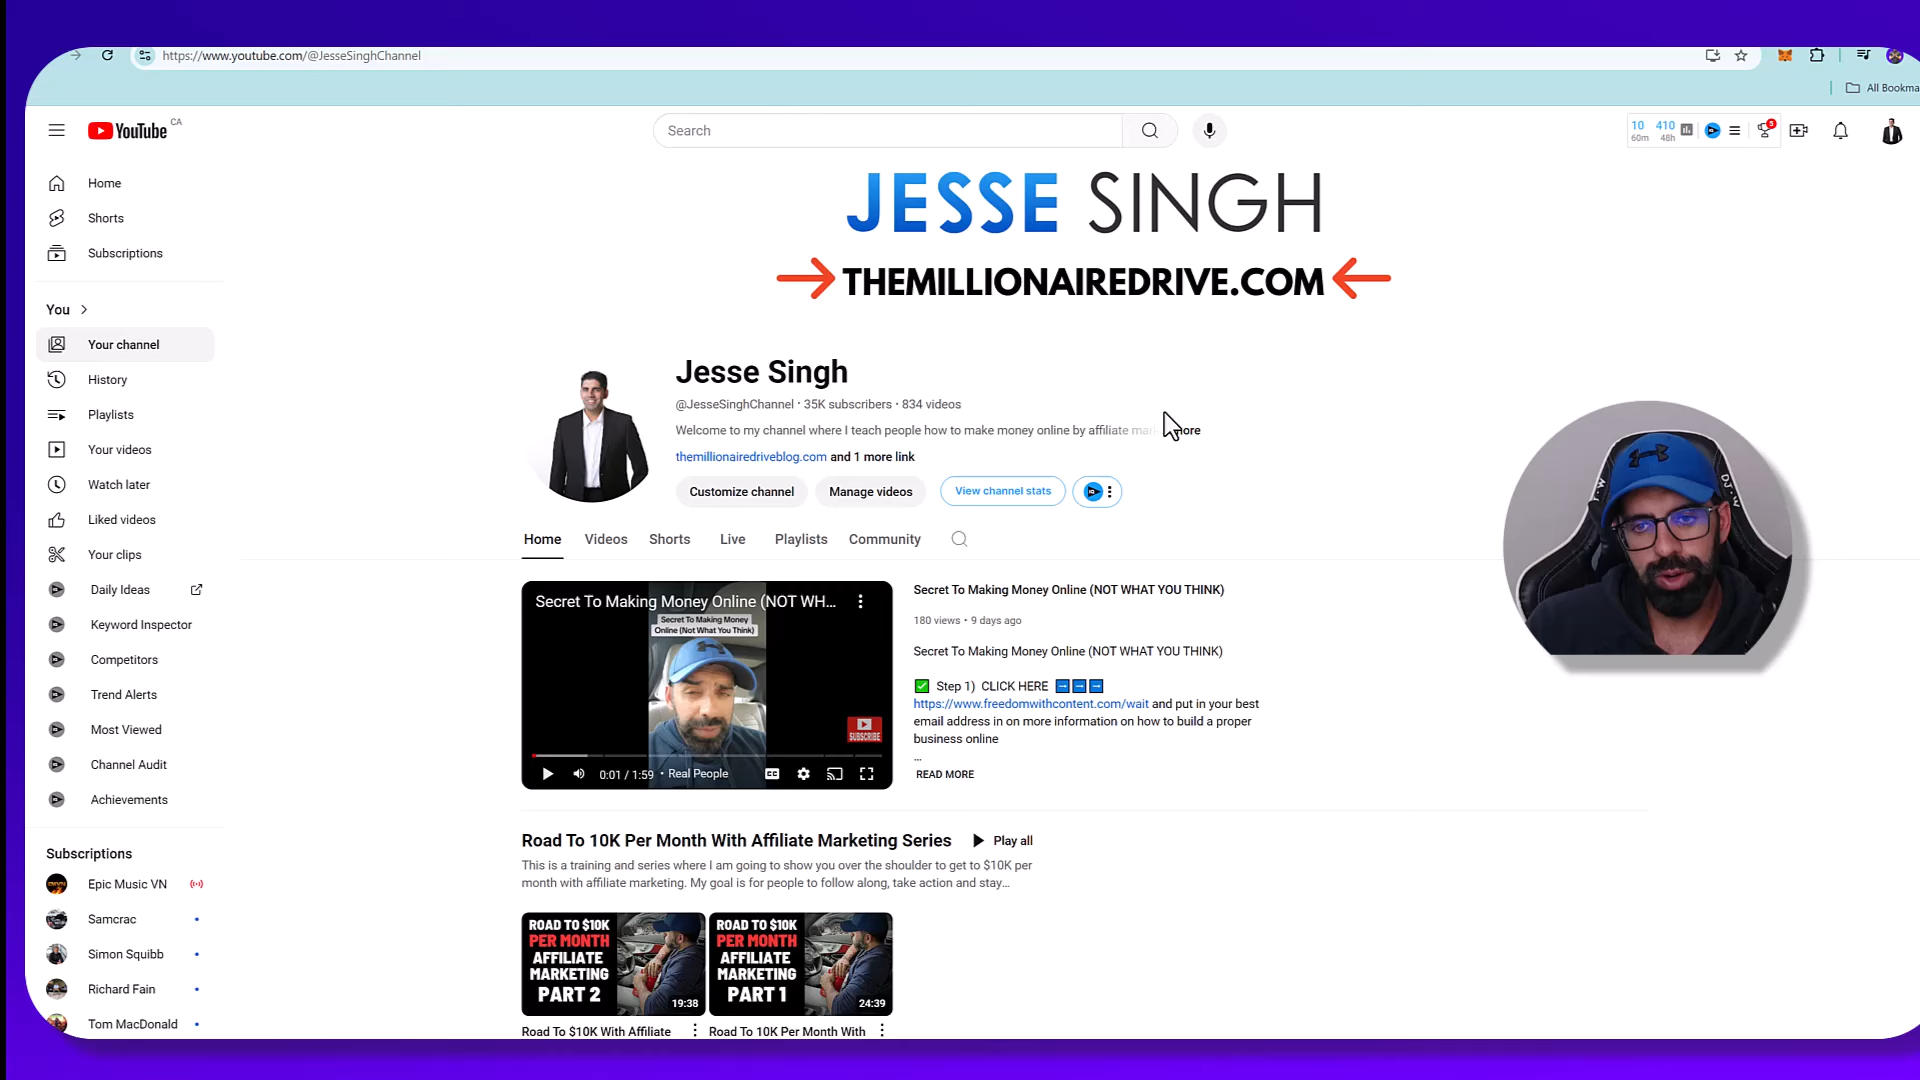 https://www.youtube.com/@JesseSinghChannel
All Bookma
YouTube CA
Search
10 410
60m 48h
5
Home
Shorts
Subscriptions
You
Your channel
History
Playlists
Your videos
Watch later
Liked videos
Your clips
Daily Ideas
Keyword Inspector
Competitors
Trend Alerts
Most Viewed
Channel Audit
Achievements
Subscriptions
Epic Music VN
Samcrac
Simon Squibb
Richard Fain
Tom MacDonald
JESSE SINGH
THEMILLIONAIREDRIVE.COM
Jesse Singh
@JesseSinghChannel · 35K subscribers · 834 videos
Welcome to my channel where I teach people how to make money online by affiliate mar
themillionairedriveblog.com and 1 more link
Customize channel
Manage videos
View channel stats
Home
Videos
Shorts
Live
Playlists
Community
Secret To Making Money Online (NOT WH...
Secret To Making Money
Online (Not What You Think)
SUBSCRIBE
0:01 / 1:59 · Real People
CC
Secret To Making Money Online (NOT WHAT YOU THINK)
180 views · 9 days ago
Secret To Making Money Online (NOT WHAT YOU THINK)
✅ Step 1) CLICK HERE ➡➡➡
https://www.freedomwithcontent.com/wait and put in your best
email address in on more information on how to build a proper
business online
...
READ MORE
Road To 10K Per Month With Affiliate Marketing Series
Play all
This is a training and series where I am going to show you over the shoulder to get to $10K per
month with affiliate marketing. My goal is for people to follow along, take action and stay...
ROAD TO $10K
PER MONTH
AFFILIATE
MARKETING
PART 2
19:38
ROAD TO $10K
PER MONTH
AFFILIATE
MARKETING
PART 1
24:39
Road To $10K With Affiliate
Road To 10K Per Month With
DJ·W